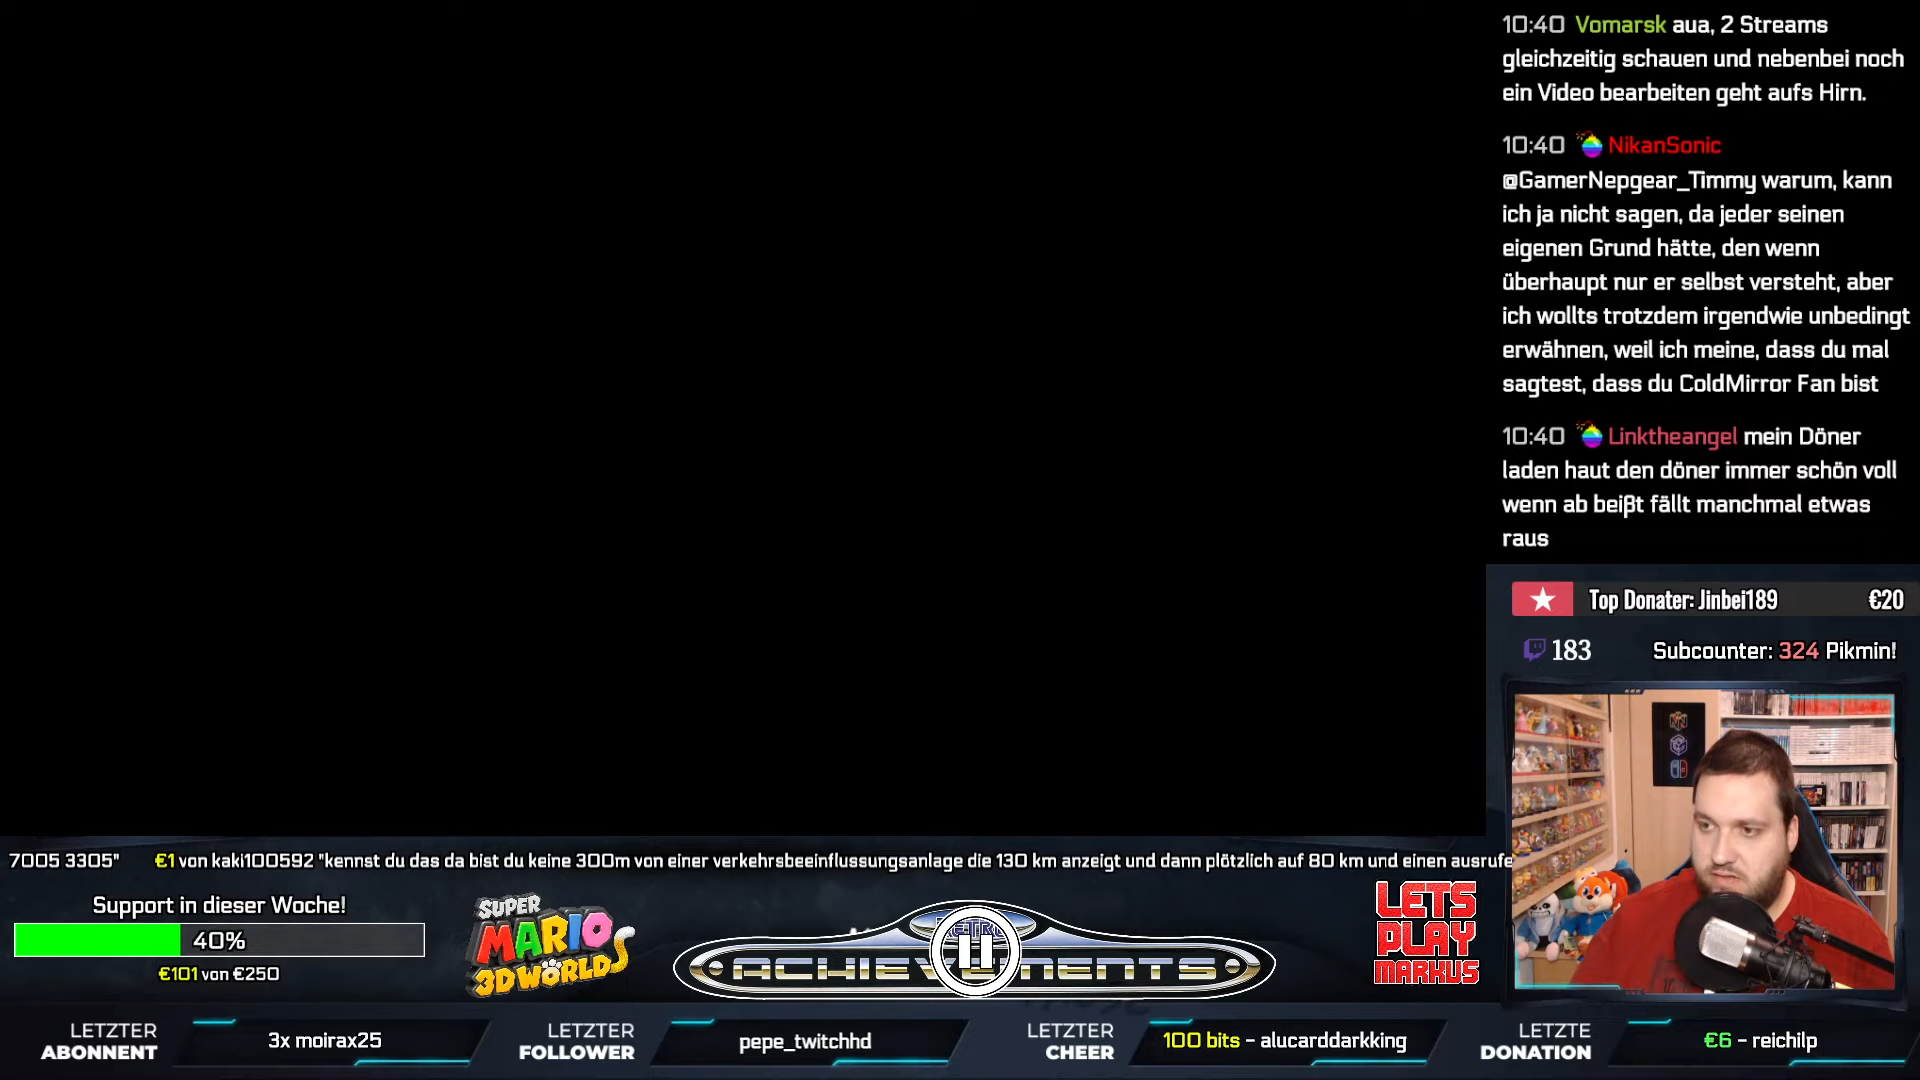 10:40 Vomarsk aua, 2 Streams
gleichzeitig schauen und nebenbei noch
ein Video bearbeiten geht aufs Hirn.
10:40 NikanSonic
@GamerNepgear_Timmy warum, kann
ich ja nicht sagen, da jeder seinen
eigenen Grund hätte, den wenn
überhaupt nur er selbst versteht, aber
ich wollts trotzdem irgendwie unbedingt
erwähnen, weil ich meine, dass du mal
sagtest, dass du ColdMirror Fan bist
10:40 Linktheangel mein Döner
laden haut den döner immer schön voll
wenn ab beißt fällt manchmal etwas
raus
Top Donater: Jinbei189 €20
183 Subcounter: 324 Pikmin!
7005 3305" €1 von kaki100592 "kennst du das da bist du keine 300m von einer verkehrsbeeinflussungsanlage die 130 km anzeigt und dann plötzlich auf 80 km und einen ausrufe
Support in dieser Woche!
40%
€101 von €250
SUPER
MARIO
3D WORLD
RETRO
ACHIEVEMENTS
LETS
PLAY
MARKUS
LETZTER
ABONNENT
3x moirax25
LETZTER
FOLLOWER
pepe_twitchhd
LETZTER
CHEER
100 bits - alucarddarkking
LETZTE
DONATION
€6 - reichilp